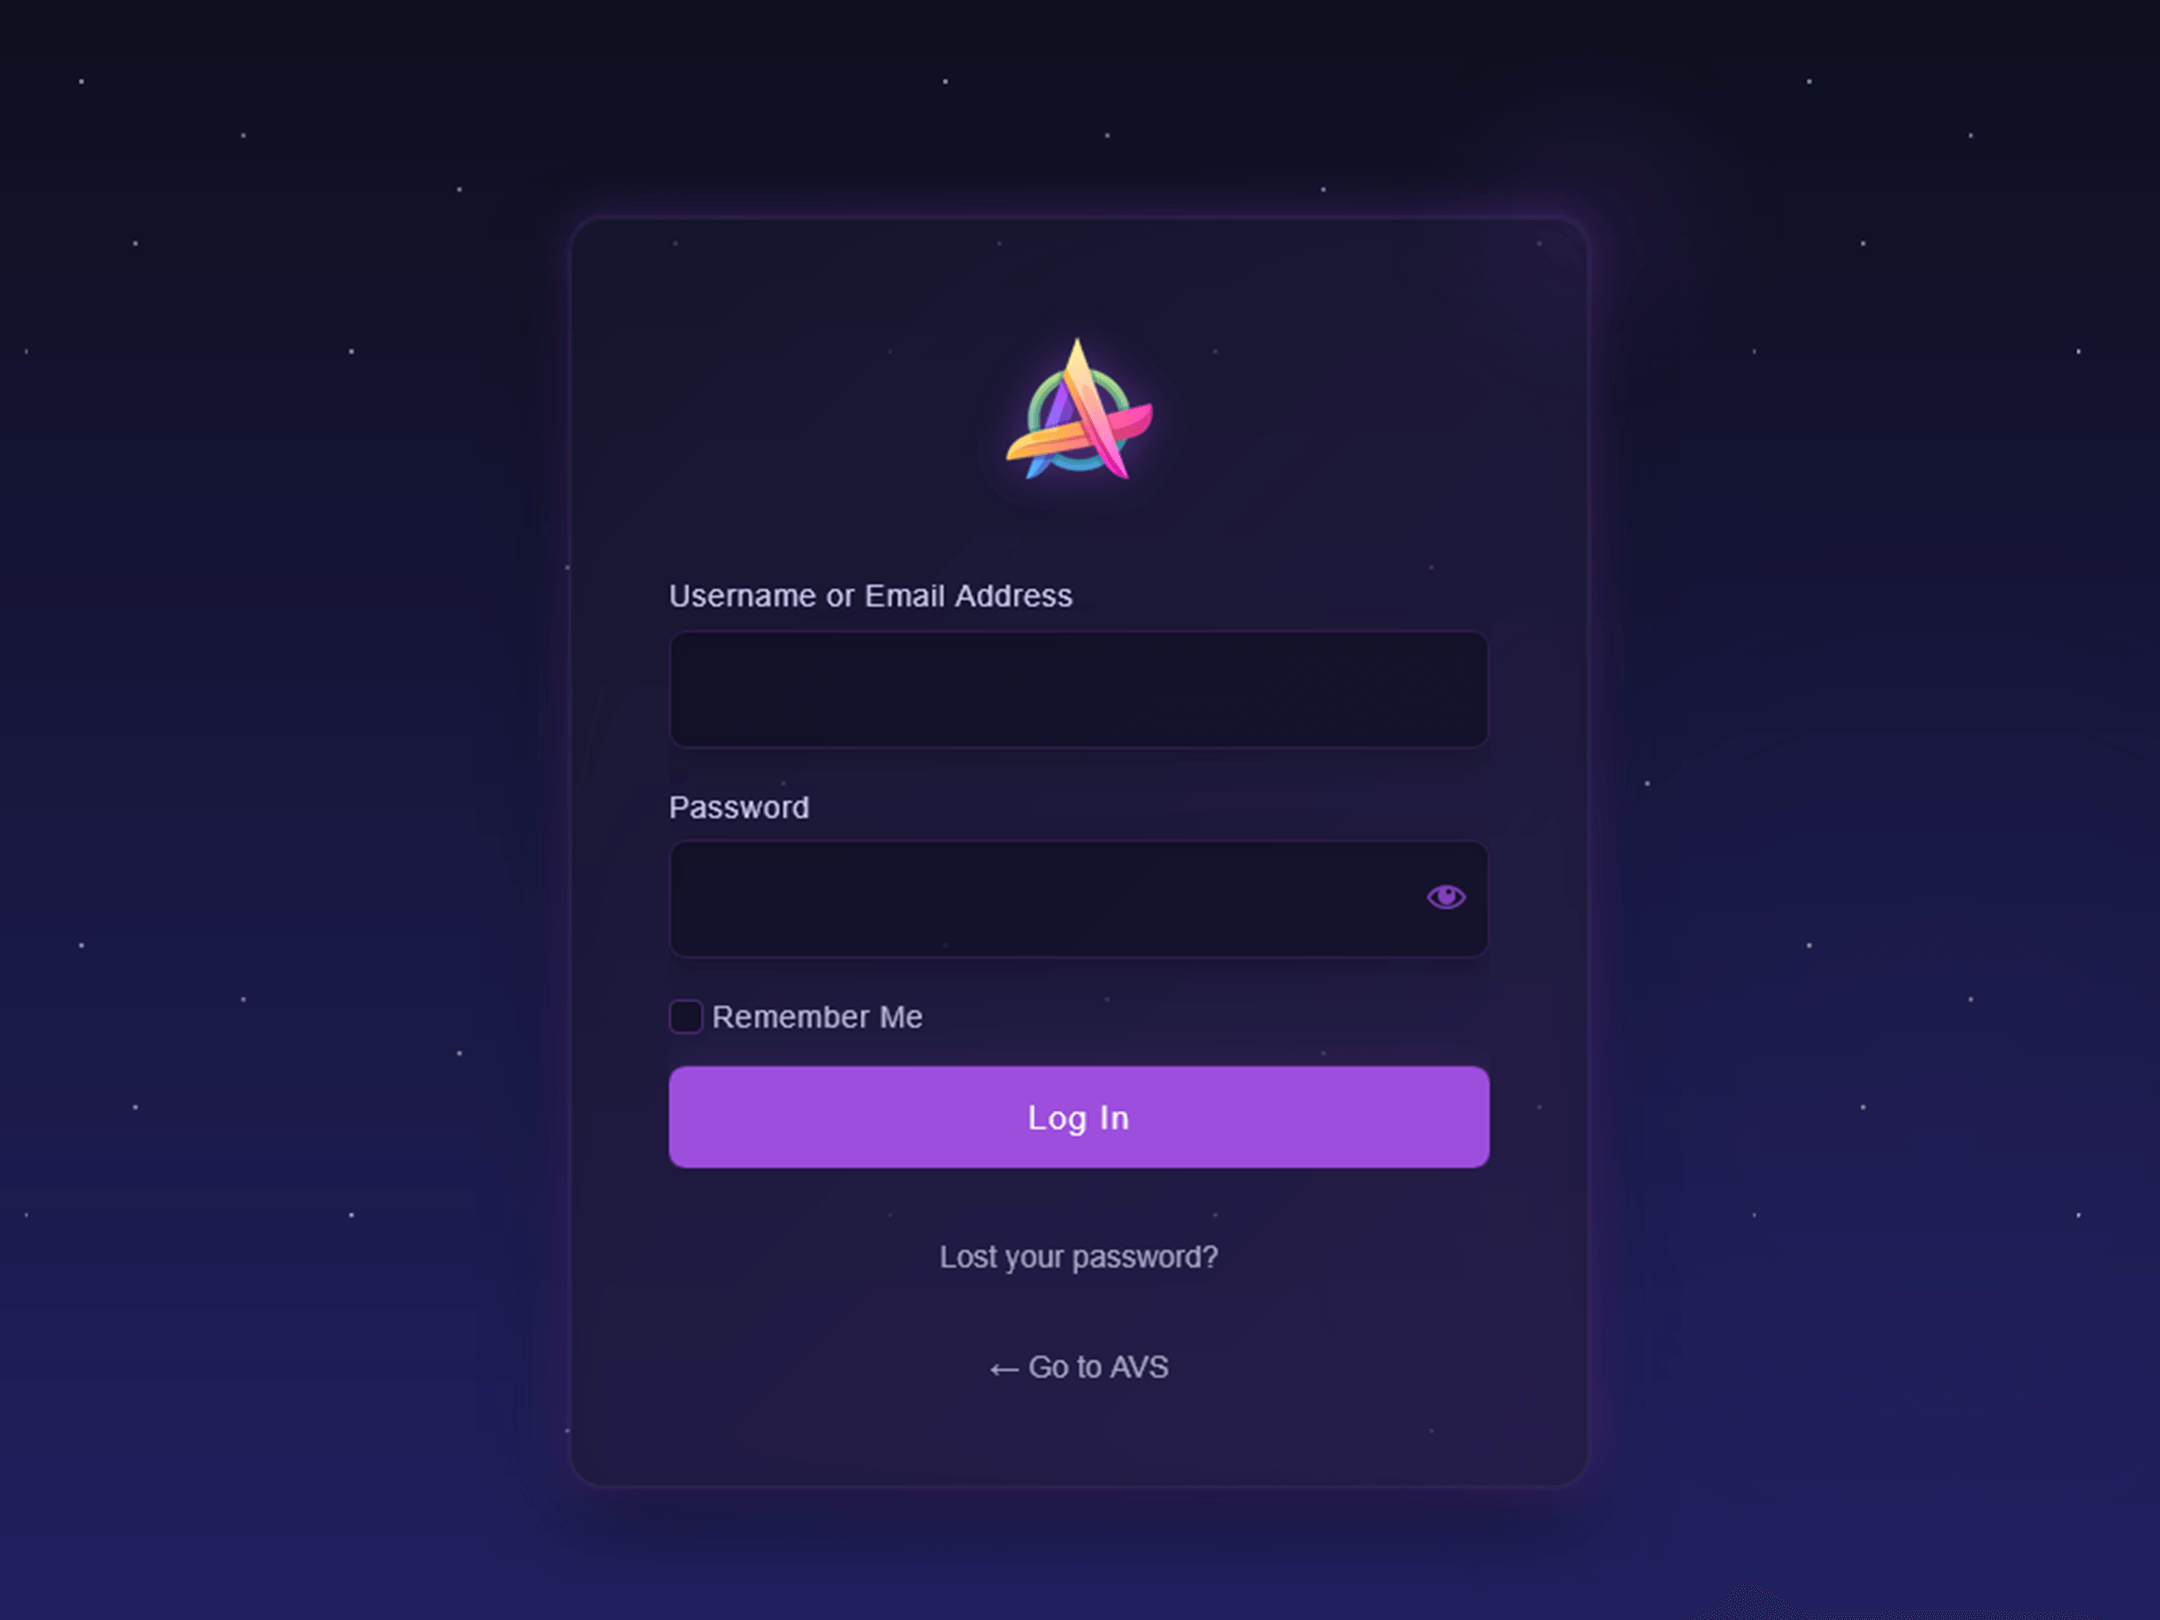 Username or Email Address
Password
Remember Me
Log In
Lost your password?
← Go to AVS